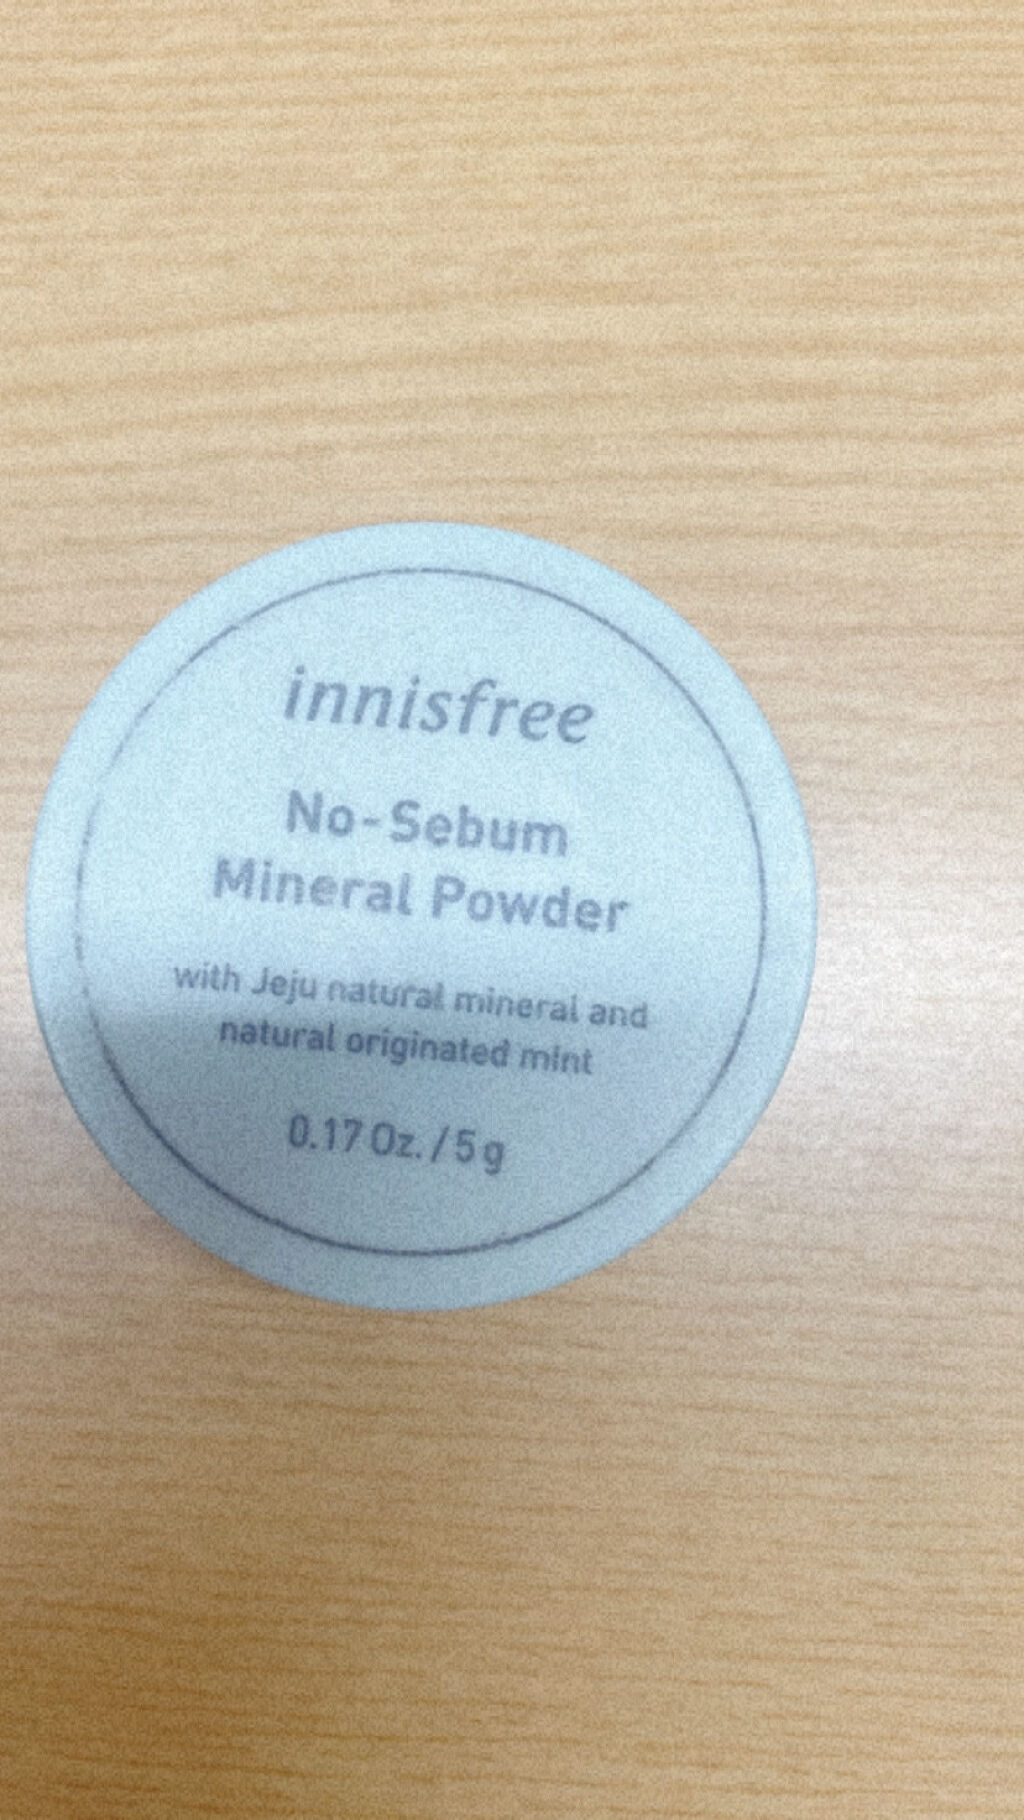 innisfree
No-Sebum
Mineral Powder
with Jeju natural mineral and
natural originated mint
0.17 Oz. / 5 g